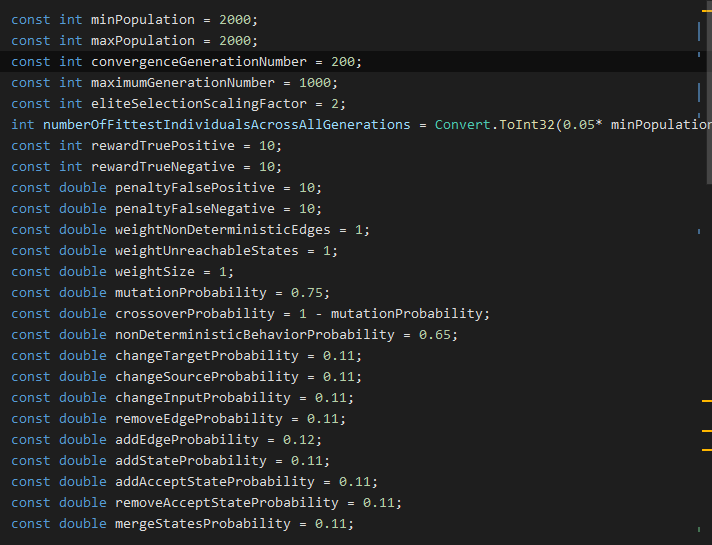 const int minPopulation = 2000;
const int maxPopulation = 2000;
const int convergenceGenerationNumber = 200;
const int maximumGenerationNumber = 1000;
const int eliteSelectionScalingFactor = 2;
int numberOfFittestIndividualsAcrossAllGenerations = Convert.ToInt32(0.05* minPopulation
const int rewardTruePositive = 10;
const int rewardTrueNegative = 10;
const double penaltyFalsePositive = 10;
const double penaltyFalseNegative = 10;
const double weightNonDeterministicEdges = 1;
const double weightUnreachableStates = 1;
const double weightSize = 1;
const double mutationProbability = 0.75;
const double crossoverProbability = 1 - mutationProbability;
const double nonDeterministicBehaviorProbability = 0.65;
const double changeTargetProbability = 0.11;
const double changeSourceProbability = 0.11;
const double changeInputProbability = 0.11;
const double removeEdgeProbability = 0.11;
const double addEdgeProbability = 0.12;
const double addStateProbability = 0.11;
const double addAcceptStateProbability = 0.11;
const double removeAcceptStateProbability = 0.11;
const double mergeStatesProbability = 0.11;